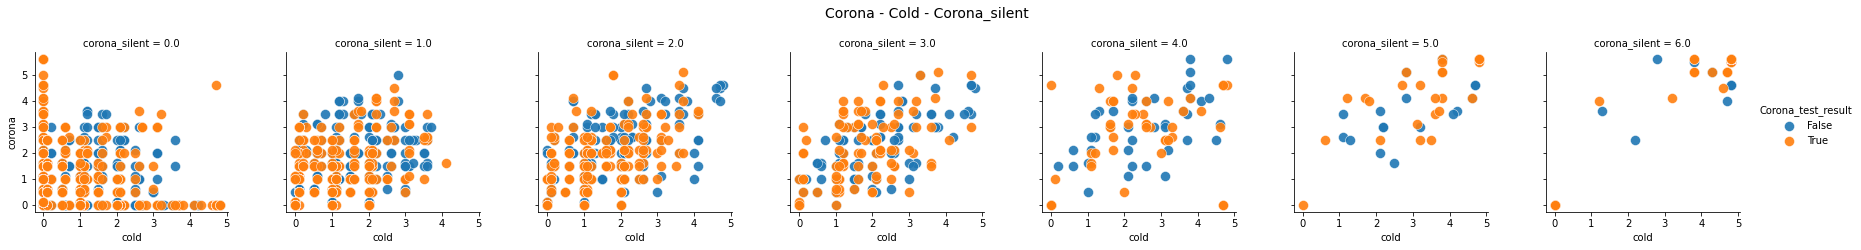 Corona - Cold - Corona_silent
corona_silent = 0.0
corona_silent = 1.0
corona_silent = 2.0
corona_silent = 3.0
corona_silent = 4.0
corona_silent = 5.0
corona_silent = 6.0
corona
5
4
3
2
1
0
0 1 2 3 4 5
0 1 2 3 4 5
0 1 2 3 4 5
0 1 2 3 4 5
0 1 2 3 4 5
0 1 2 3 4 5
0 1 2 3 4 5
cold
cold
cold
cold
cold
cold
cold
Corona_test_result
False
True